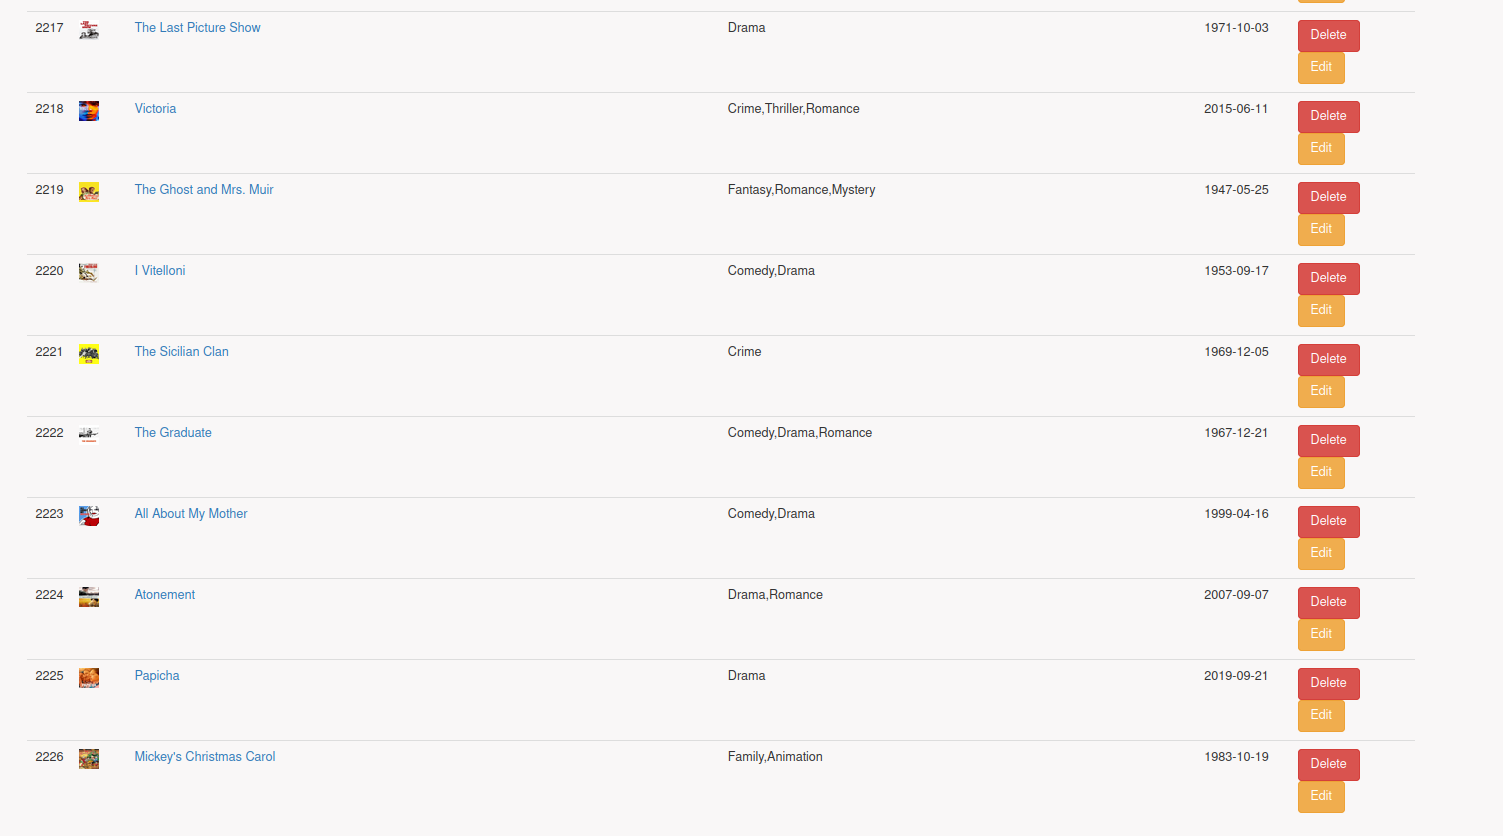 2217 The Last Picture Show Drama 1971-10-03 Delete
Edit
2218 Victoria Crime,Thriller,Romance 2015-06-11 Delete
Edit
2219 The Ghost and Mrs. Muir Fantasy,Romance,Mystery 1947-05-25 Delete
Edit
2220 I Vitelloni Comedy,Drama 1953-09-17 Delete
Edit
2221 The Sicilian Clan Crime 1969-12-05 Delete
Edit
2222 The Graduate Comedy,Drama,Romance 1967-12-21 Delete
Edit
2223 All About My Mother Comedy,Drama 1999-04-16 Delete
Edit
2224 Atonement Drama,Romance 2007-09-07 Delete
Edit
2225 Papicha Drama 2019-09-21 Delete
Edit
2226 Mickey's Christmas Carol Family,Animation 1983-10-19 Delete
Edit